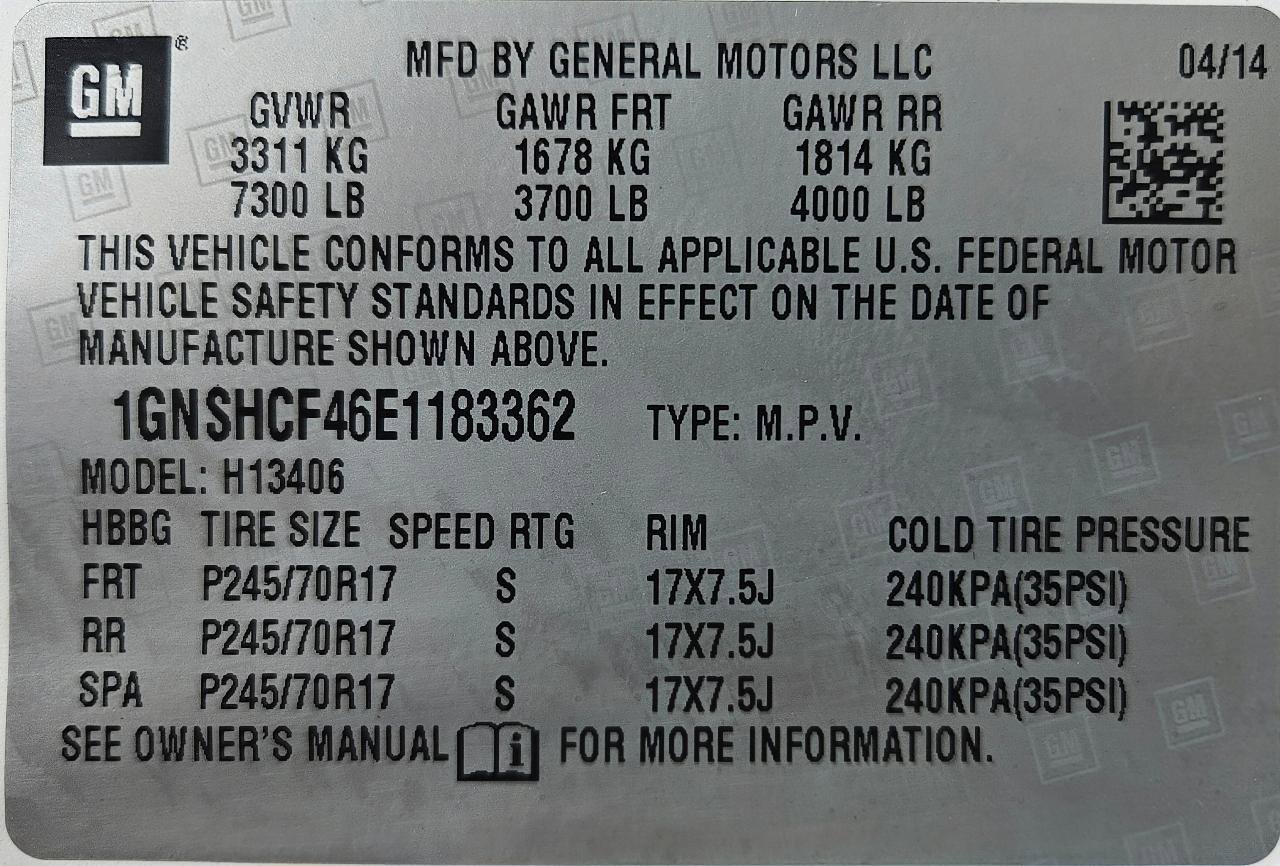 GM ® MFD BY GENERAL MOTORS LLC 04/14
GVWR GAWR FRT GAWR RR
3311 KG 1678 KG 1814 KG
7300 LB 3700 LB 4000 LB
THIS VEHICLE CONFORMS TO ALL APPLICABLE U.S. FEDERAL MOTOR
VEHICLE SAFETY STANDARDS IN EFFECT ON THE DATE OF
MANUFACTURE SHOWN ABOVE.
1GNSHCF46E1183362 TYPE: M.P.V.
MODEL: H13406
HBBG TIRE SIZE SPEED RTG RIM COLD TIRE PRESSURE
FRT P245/70R17 S 17X7.5J 240KPA(35PSI)
RR P245/70R17 S 17X7.5J 240KPA(35PSI)
SPA P245/70R17 S 17X7.5J 240KPA(35PSI)
SEE OWNER'S MANUAL i FOR MORE INFORMATION.